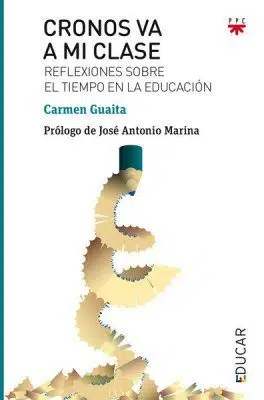 PPC
CRONOS VA
A MI CLASE
REFLEXIONES SOBRE
EL TIEMPO EN LA EDUCACIÓN
Carmen Guaita
Prólogo de José Antonio Marina
EDUCAR